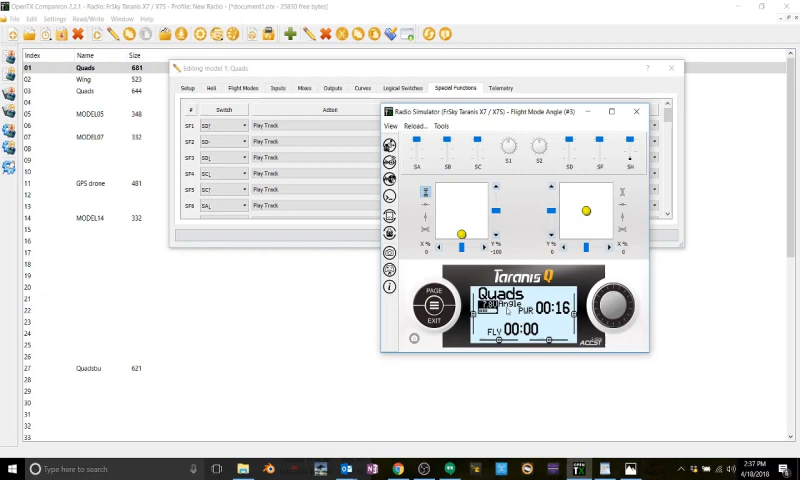 OpenTX Companion 2.2.1 - Radio: FrSky Taranis X7 / X7S - Profile: New Radio - [*document1.otx - 25830 free bytes]
File Edit Settings Read/Write Window Help
Index Name Size
01 Quads 681
02 Wing 523
03 Quads 644
04
05 MODEL05 348
06
07 MODEL07 332
08
09
10
11 GPS drone 481
12
13
14 MODEL14 332
15
16
17
18
19
20
21
22
23
24
25
26
27 Quadsbu 621
28
29
30
31
32
33
Editing model 1: Quads
Setup Heli Flight Modes Inputs Mixes Outputs Curves Logical Switches Special Functions Telemetry
# Switch Action
SF1 SD↑ Play Track
SF2 SD- Play Track
SF3 SD↓ Play Track
SF4 SC↓ Play Track
SF5 SC↑ Play Track
SF6 SA↓ Play Track
Radio Simulator (FrSky Taranis X7 / X7S) - Flight Mode Angle (#3)
View Reload... Tools
SA SB SC S1 S2 SD SF SH
X % Y % Y % X %
0 -100 0 0
Taranis Q
PAGE
EXIT
Quads
Angle
PWR 00:16
FLY 00:00
ACCST
Type here to search
2:37 PM
4/18/2018